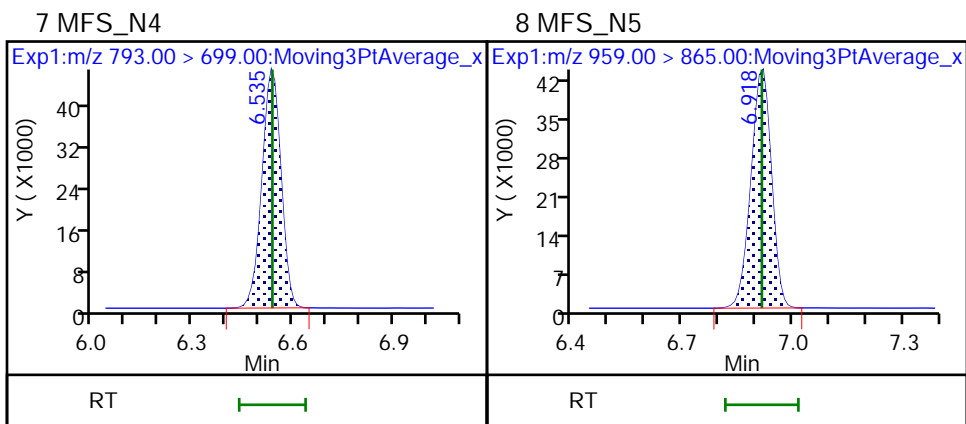 7 MFS_N4
Exp1:m/z 793.00 > 699.00:Moving3PtAverage_x
6.535
Y ( X1000)
40
32
24
16
8
0
6.0 6.3 6.6 6.9
Min
RT
8 MFS_N5
Exp1:m/z 959.00 > 865.00:Moving3PtAverage_x
6.918
Y ( X1000)
42
35
28
21
14
7
0
6.4 6.7 7.0 7.3
Min
RT